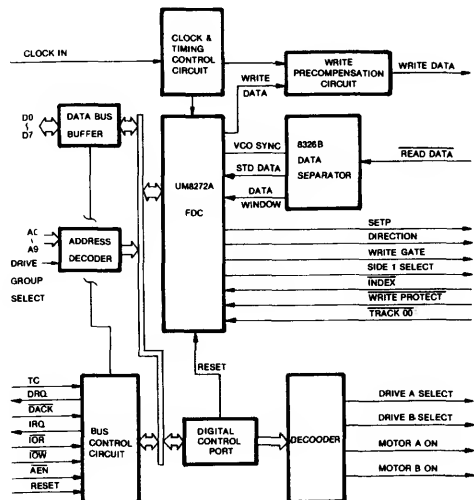 CLOCK IN
CLOCK &
TIMING
CONTROL
CIRCUIT
WRITE
PRECOMPENSATION
CIRCUIT
WRITE DATA
WRITE
DATA
D0
D7
DATA BUS
BUFFER
VCO SYNC
STD DATA
DATA
WINDOW
8326B
DATA
SEPARATOR
READ DATA
UM8272A
FDC
A0
A9
DRIVE
GROUP
SELECT
ADDRESS
DECODER
SETP
DIRECTION
WRITE GATE
SIDE 1 SELECT
INDEX
WRITE PROTECT
TRACK 00
RESET
TC
DRQ
DACK
IRQ
IOR
IOW
AEN
RESET
BUS
CONTROL
CIRCUIT
DIGITAL
CONTROL
PORT
DECOODER
DRIVE A SELECT
DRIVE B SELECT
MOTOR A ON
MOTOR B ON